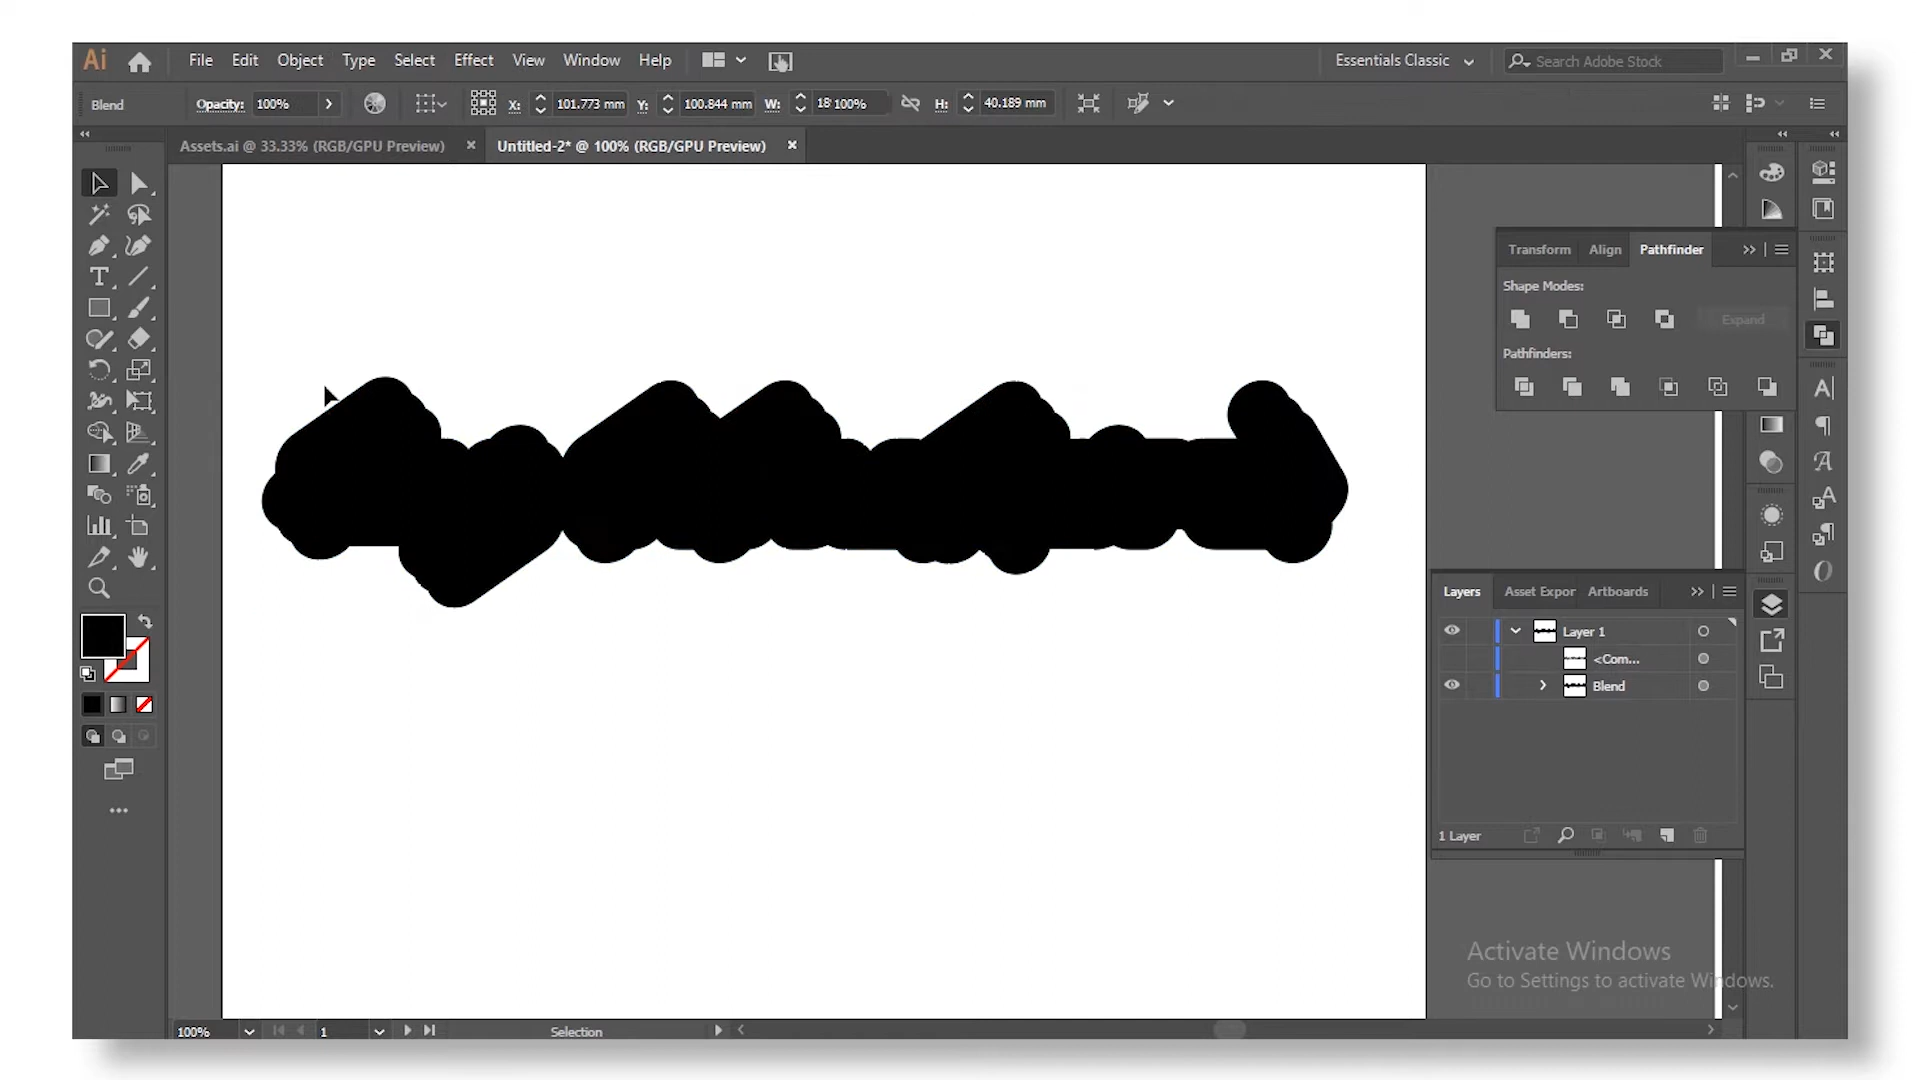 Ai File Edit Object Type Select Effect View Window Help Essentials Classic Search Adobe Stock
Blend Opacity: 100% X: 101.773 mm Y: 100.844 mm W: 18 100% H: 40.189 mm
Assets.ai @ 33.33% (RGB/GPU Preview) × Untitled-2* @ 100% (RGB/GPU Preview) ×
Transform Align Pathfinder
Shape Modes:
Expand
Pathfinders:
Layers Asset Expor Artboards
Layer 1
<Com...
Blend
1 Layer
Activate Windows
Go to Settings to activate Windows.
100% 1 Selection